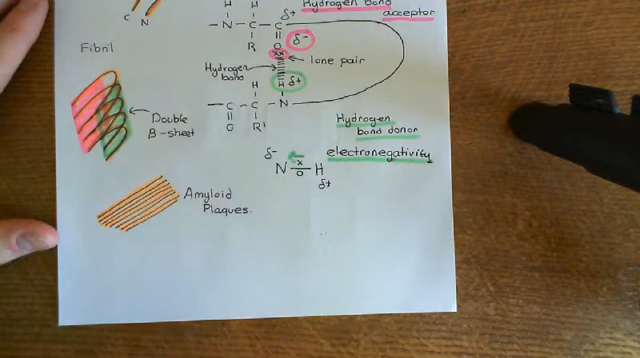 Hydrogen bond
acceptor
C N
H H δ+
— N — C — C
R O
δ-
Fibril
lone pair
Hydrogen
bond
H H δ+
— C — C — N
O R'
Double
B-sheet
Hydrogen
bond donor
electronegativity
δ-
N x o H
δ+
Amyloid
Plaques.